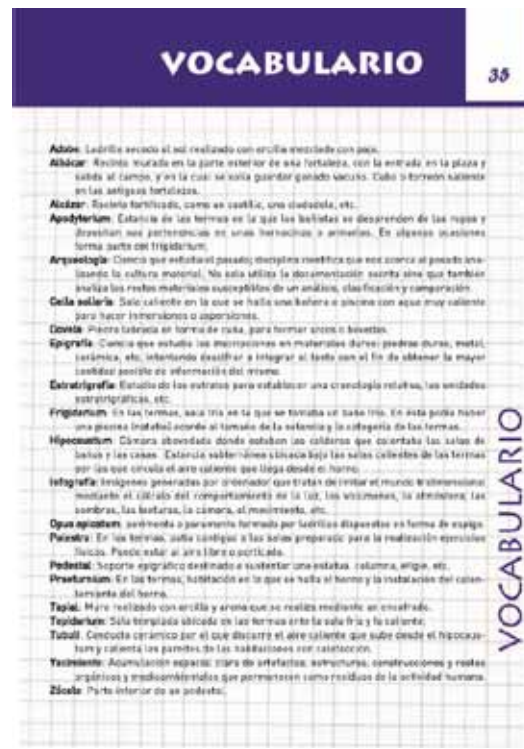 VOCABULARIO
35
Adobe: Ladrillo secado al sol realizado con arcilla mezclada con paja.
Albácar: Recinto murado en la parte exterior de una fortaleza, con la entrada en la plaza y
salida al campo, y en la cual se solía guardar ganado vacuno. Cubo o torreón saliente
en las antiguas fortalezas.
Alcázar: Recinto fortificado, como un castillo, una ciudadela, etc.
Apodyterium: Estancia de las termas en la que los bañistas se desprenden de las ropas y
depositan sus pertenencias en unas hornacinas o armarios. En algunas ocasiones
forma parte del frigidarium.
Arqueología: Ciencia que estudia el pasado; disciplina científica que nos acerca al pasado ana-
lizando la cultura material. No solo utiliza la documentación escrita sino que también
analiza los restos materiales susceptibles de un análisis, clasificación y comparación.
Cella soliaris: Sala caliente en la que se halla una bañera o piscina con agua muy caliente
para hacer inmersiones o aspersiones.
Dovela: Piedra labrada en forma de cuña, para formar arcos o bóvedas.
Epigrafía: Ciencia que estudia las inscripciones en materiales duros: piedras duras, metal,
cerámica, etc, intentando descifrar e integrar el texto con el fin de obtener la mayor
cantidad posible de información del mismo.
Estratigrafía: Estudio de los estratos para establecer una cronología relativa, las unidades
estratigráficas, etc.
Frigidarium: En las termas, sala fría en la que se tomaba un baño frío. En ésta podía haber
una piscina (natatio) acorde al tamaño de la estancia y la categoría de las termas.
Hipocaustum: Cámara abovedada donde estaban las calderas que calentaba las salas de
baños y las casas. Estancia subterránea ubicada bajo las salas calientes de las termas
por las que circula el aire caliente que llega desde el horno.
Infografía: Imágenes generadas por ordenador que tratan de imitar el mundo tridimensional
mediante el cálculo del comportamiento de la luz, los volúmenes, la atmósfera, las
sombras, las texturas, la cámara, el movimiento, etc.
Opus spicatum: pavimento o paramento formado por ladrillos dispuestos en forma de espiga.
Palestra: En las termas, patio contiguo a las salas preparado para la realización ejercicios
físicos. Puede estar al aire libre o porticado.
Pedestal: Soporte epigráfico destinado a sustentar una estatua, columna, efigie, etc.
Praefurnium: En las termas, habitación en la que se halla el horno y la instalación del calen-
tamiento del horno.
Tapial: Muro realizado con arcilla y arena que se realiza mediante un encofrado.
Tepidarium: Sala templada ubicada en las termas entre la sala fría y la caliente.
Tubuli: Conducto cerámico por el que discurre el aire caliente que sube desde el hipocaus-
tum y calienta las paredes de las habitaciones con calefacción.
Yacimiento: Acumulación espacial clara de artefactos, estructuras, construcciones y restos
orgánicos y medioambientales que permanecen como residuos de la actividad humana.
Zócalo: Parte inferior de un pedestal.
VOCABULARIO